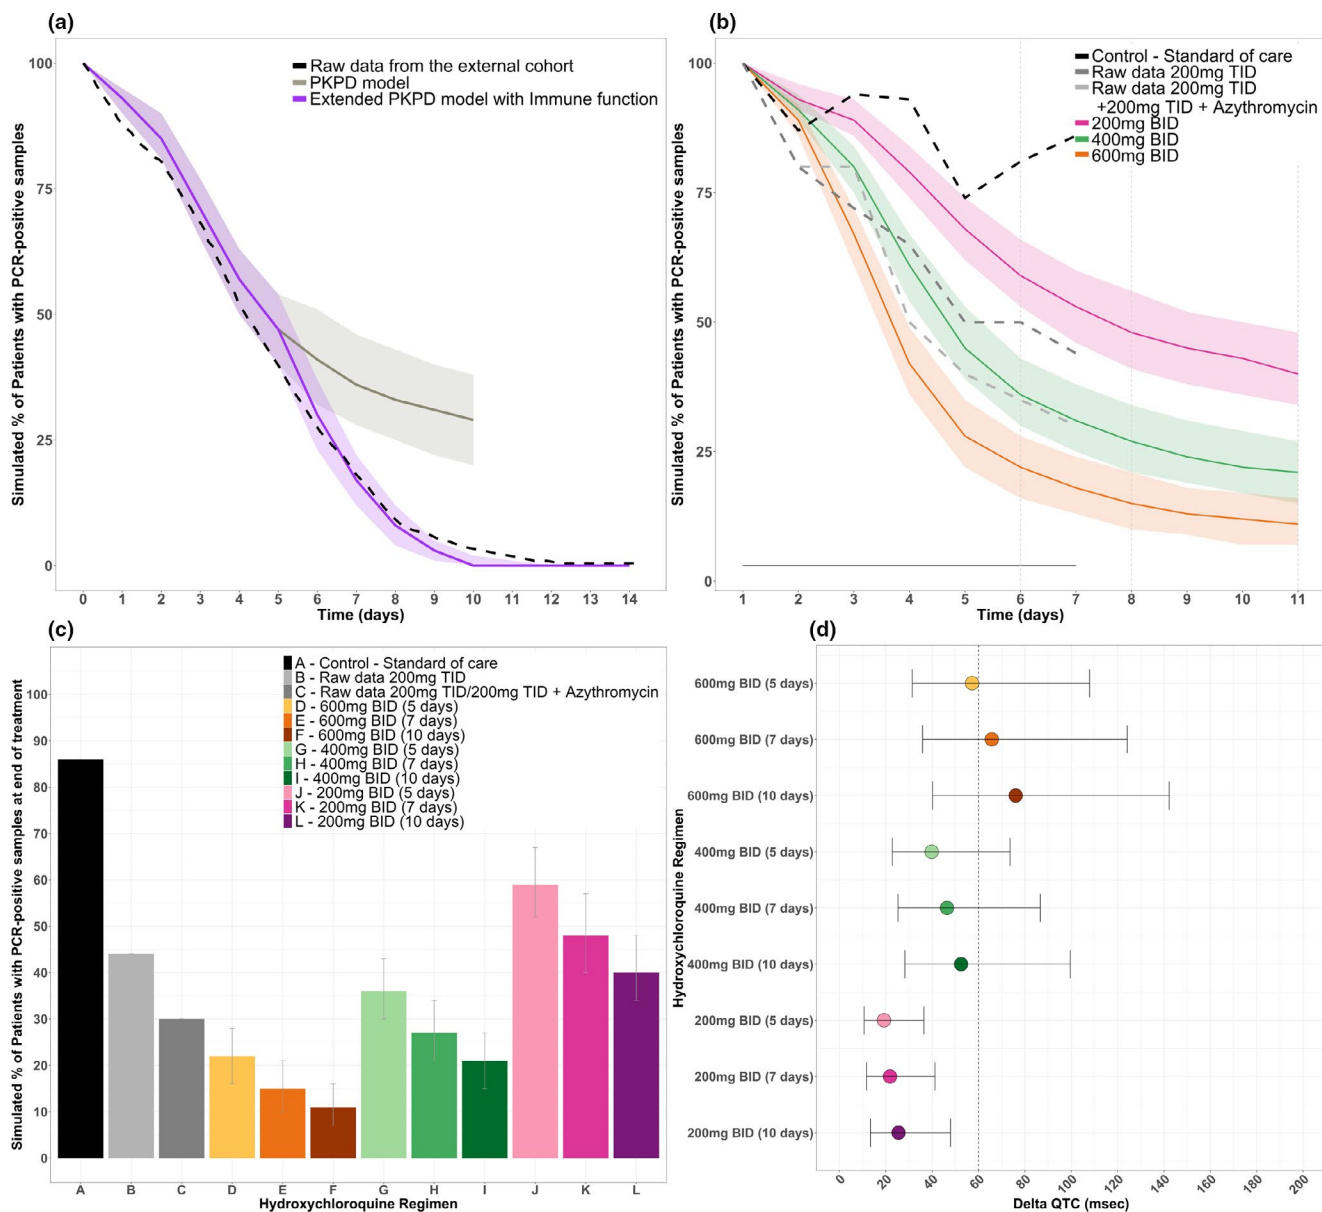 (a)
Simulated % of Patients with PCR-positive samples
100
75
50
25
0
Raw data from the external cohort
PKPD model
Extended PKPD model with Immune function
0 1 2 3 4 5 6 7 8 9 10 11 12 13 14
Time (days)
(b)
Simulated % of Patients with PCR-positive samples
100
75
50
25
0
Control - Standard of care
Raw data 200mg TID
Raw data 200mg TID
+200mg TID + Azythromycin
200mg BID
400mg BID
600mg BID
1 2 3 4 5 6 7 8 9 10 11
Time (days)
(c)
Simulated % of Patients with PCR-positive samples at end of treatment
100
90
80
70
60
50
40
30
20
10
0
A - Control - Standard of care
B - Raw data 200mg TID
C - Raw data 200mg TID/200mg TID + Azythromycin
D - 600mg BID (5 days)
E - 600mg BID (7 days)
F - 600mg BID (10 days)
G - 400mg BID (5 days)
H - 400mg BID (7 days)
I - 400mg BID (10 days)
J - 200mg BID (5 days)
K - 200mg BID (7 days)
L - 200mg BID (10 days)
A B C D E F G H I J K L
Hydroxychloroquine Regimen
(d)
Hydroxychloroquine Regimen
600mg BID (5 days)
600mg BID (7 days)
600mg BID (10 days)
400mg BID (5 days)
400mg BID (7 days)
400mg BID (10 days)
200mg BID (5 days)
200mg BID (7 days)
200mg BID (10 days)
0 20 40 60 80 100 120 140 160 180 200
Delta QTC (msec)